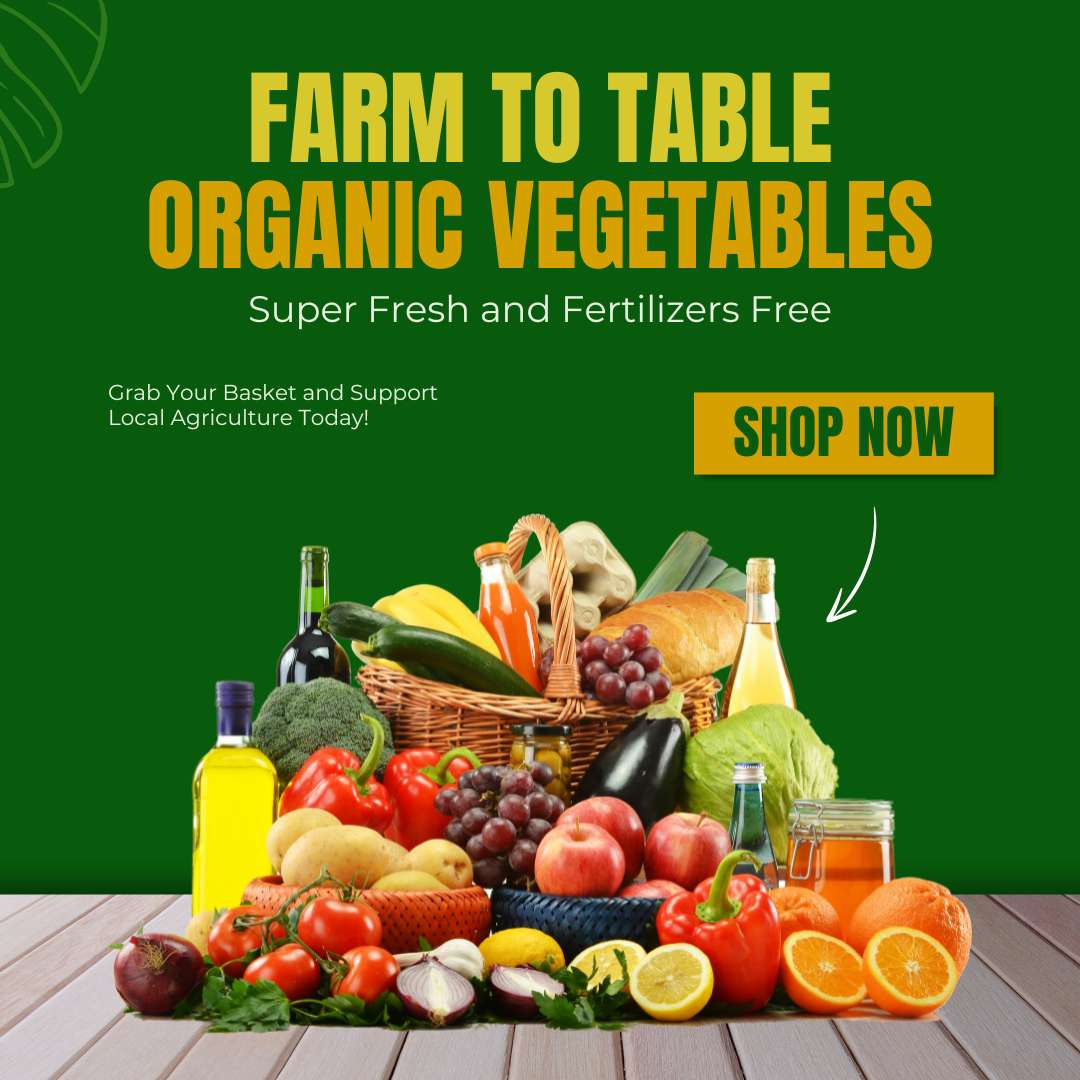 FARM TO TABLE
ORGANIC VEGETABLES
Super Fresh and Fertilizers Free
Grab Your Basket and Support
Local Agriculture Today!
SHOP NOW